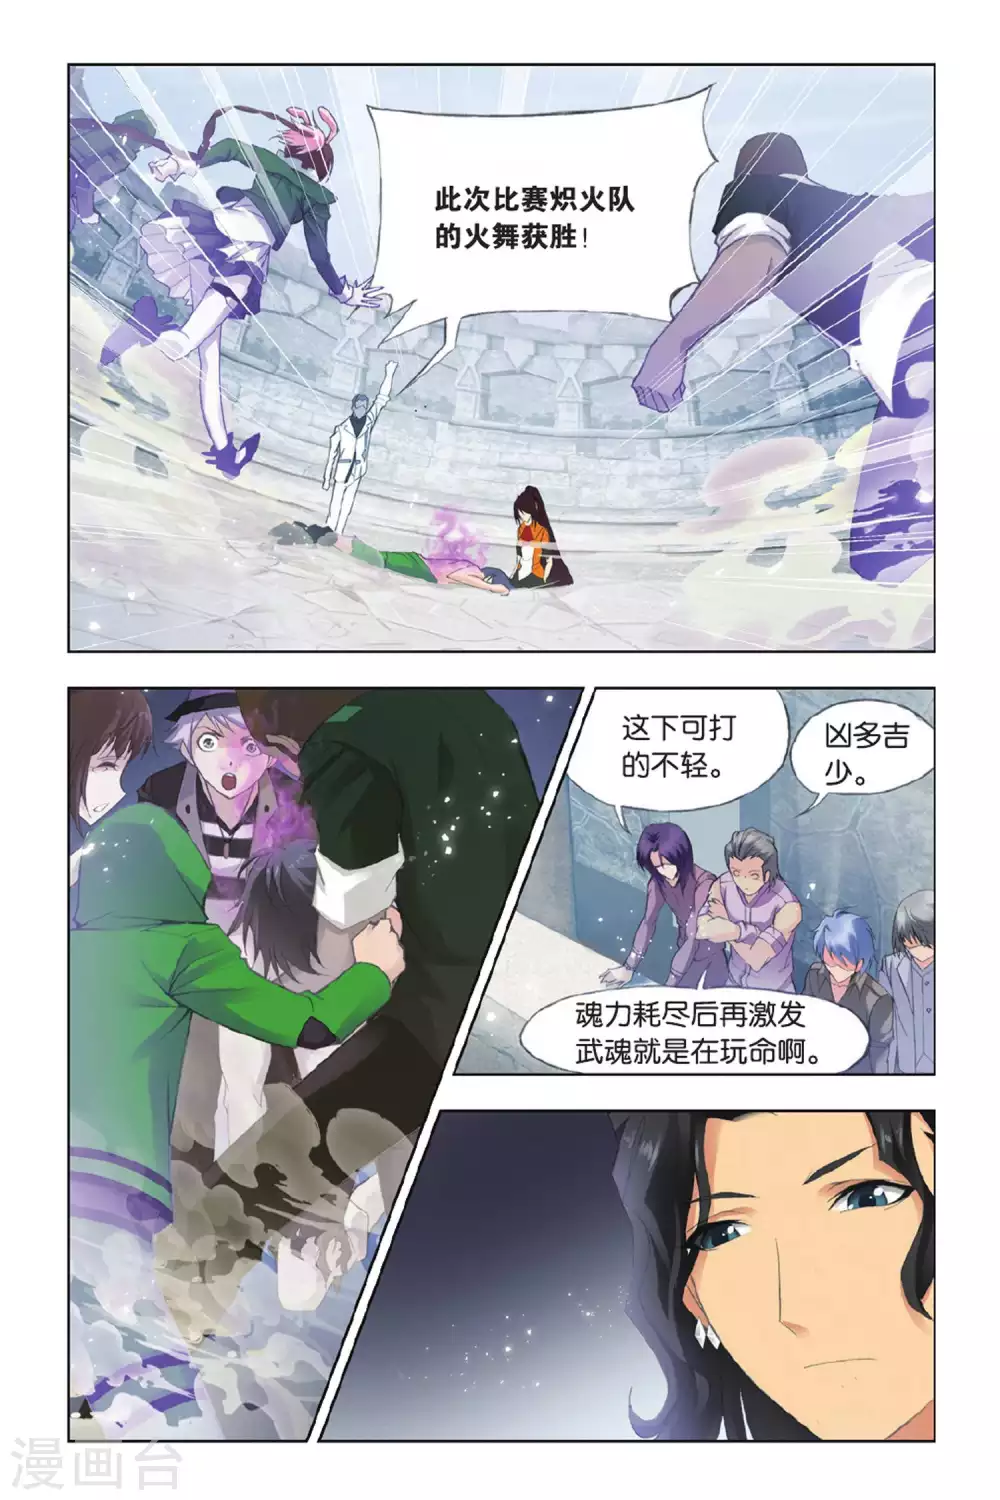 此次比赛炽火队
的火舞获胜！
这下可打
的不轻。
凶多吉
少。
魂力耗尽后再激发
武魂就是在玩命啊。
漫画台